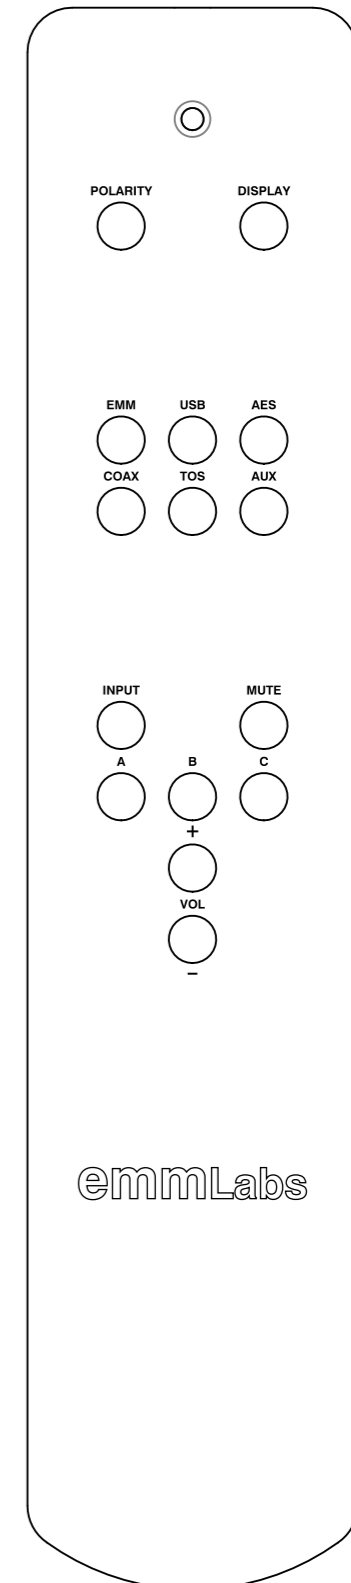 POLARITY DISPLAY
EMM USB AES
COAX TOS AUX
INPUT MUTE
A B C
+
VOL
–
emmLabs